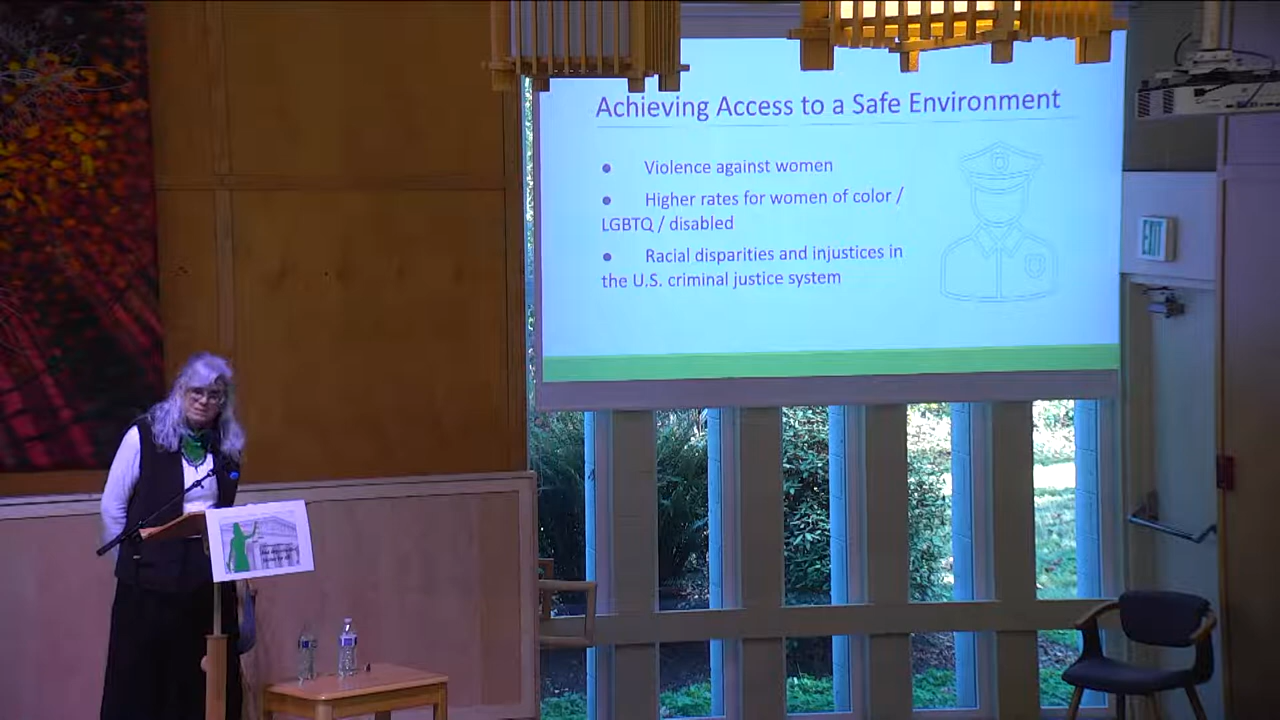 Achieving Access to a Safe Environment
● Violence against women
● Higher rates for women of color /
LGBTQ / disabled
● Racial disparities and injustices in
the U.S. criminal justice system
EXIT